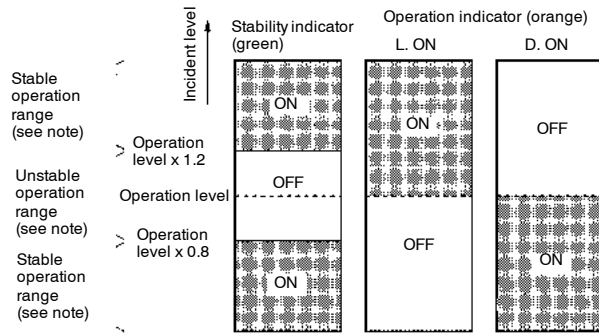 Incident level
Stability indicator
(green)
Operation indicator (orange)
L. ON
D. ON
Stable
operation
range
(see note)
Operation
level x 1.2
Unstable
operation
range
(see note)
Operation level
Operation
level x 0.8
Stable
operation
range
(see note)
ON
OFF
ON
ON
OFF
OFF
ON